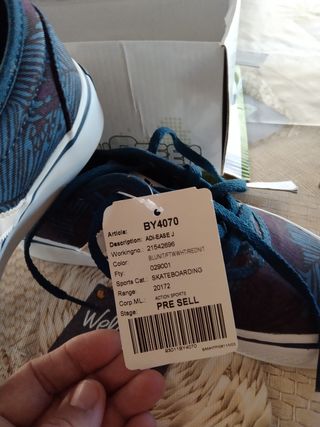 Article: BY4070
Description: ADI-EASE J
Workingno.: 21542696
Color: BLUNIT/FTWWHT/REDNIT
Fty: 029001
Sports Cat.: SKATEBOARDING
Range: 20172
Corp.ML.: ACTION SPORTS
Stage: PRE SELL